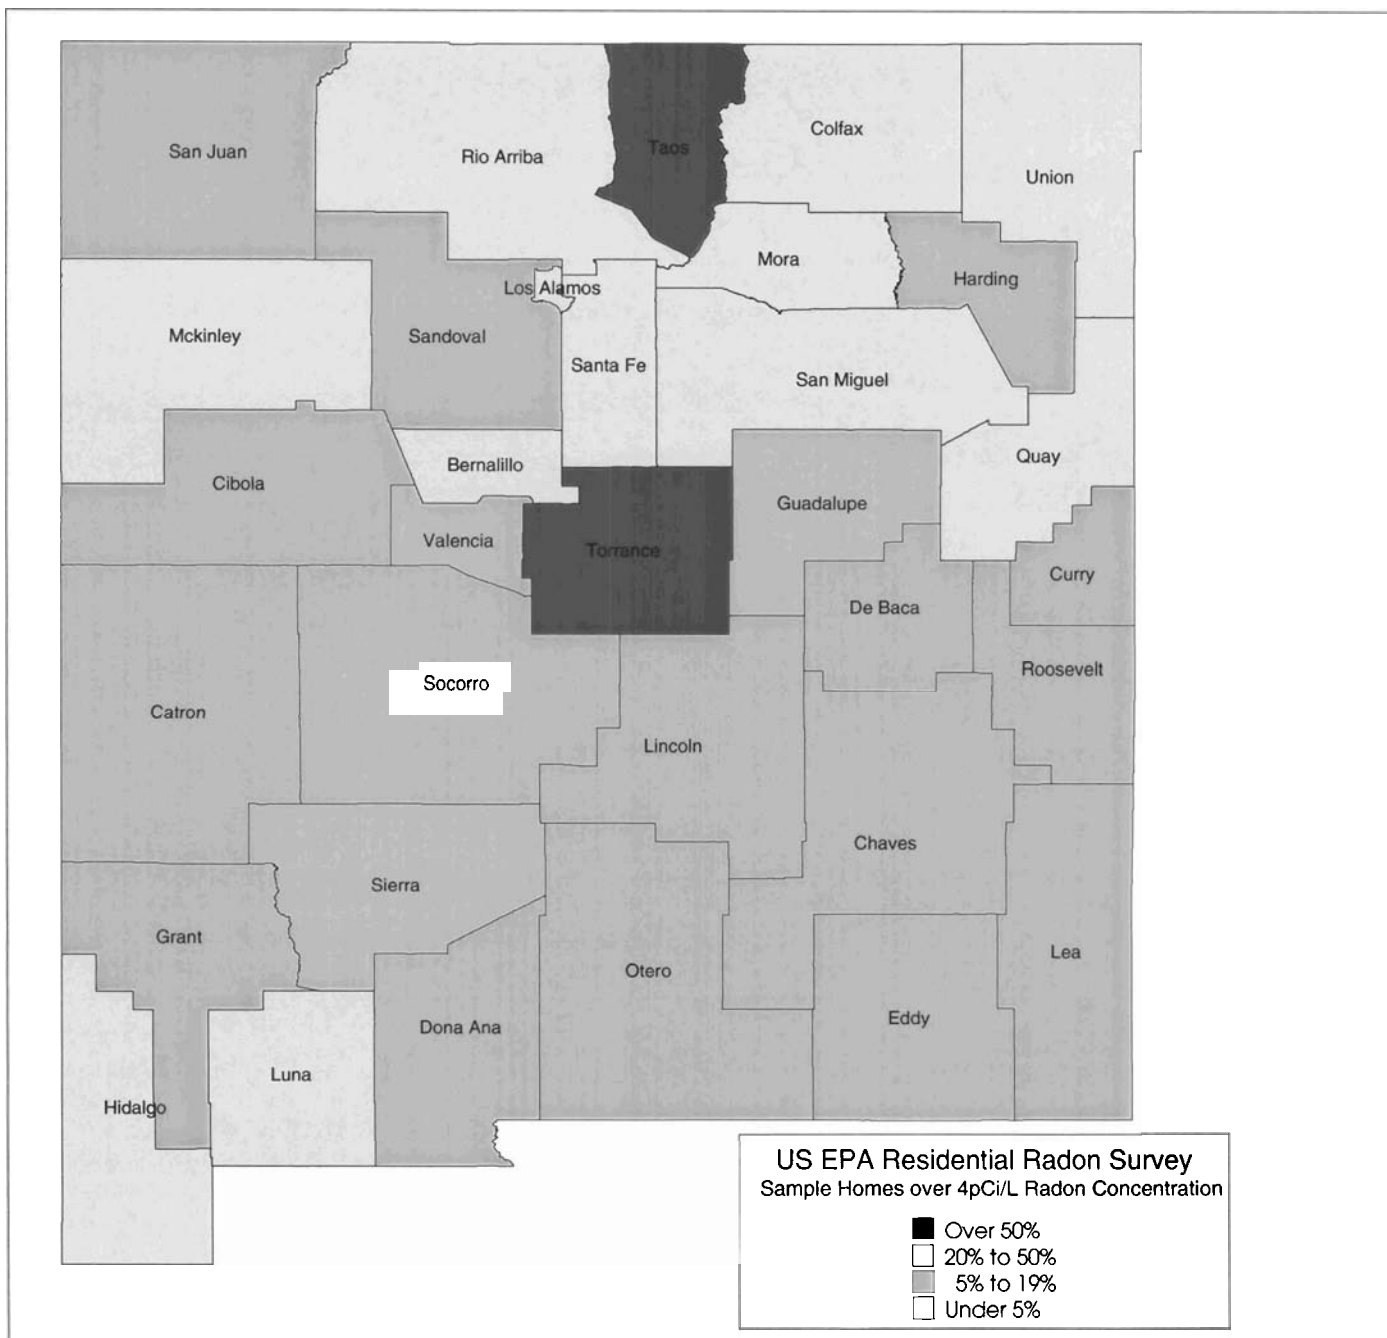 San Juan
Rio Arriba
Taos
Colfax
Union
Mora
Harding
Los Alamos
Mckinley
Sandoval
Santa Fe
San Miguel
Quay
Bernalillo
Cibola
Guadalupe
Valencia
Torrance
Curry
De Baca
Roosevelt
Socorro
Catron
Lincoln
Chaves
Sierra
Grant
Lea
Otero
Eddy
Dona Ana
Luna
Hidalgo
US EPA Residential Radon Survey
Sample Homes over 4pCi/L Radon Concentration
Over 50%
20% to 50%
5% to 19%
Under 5%